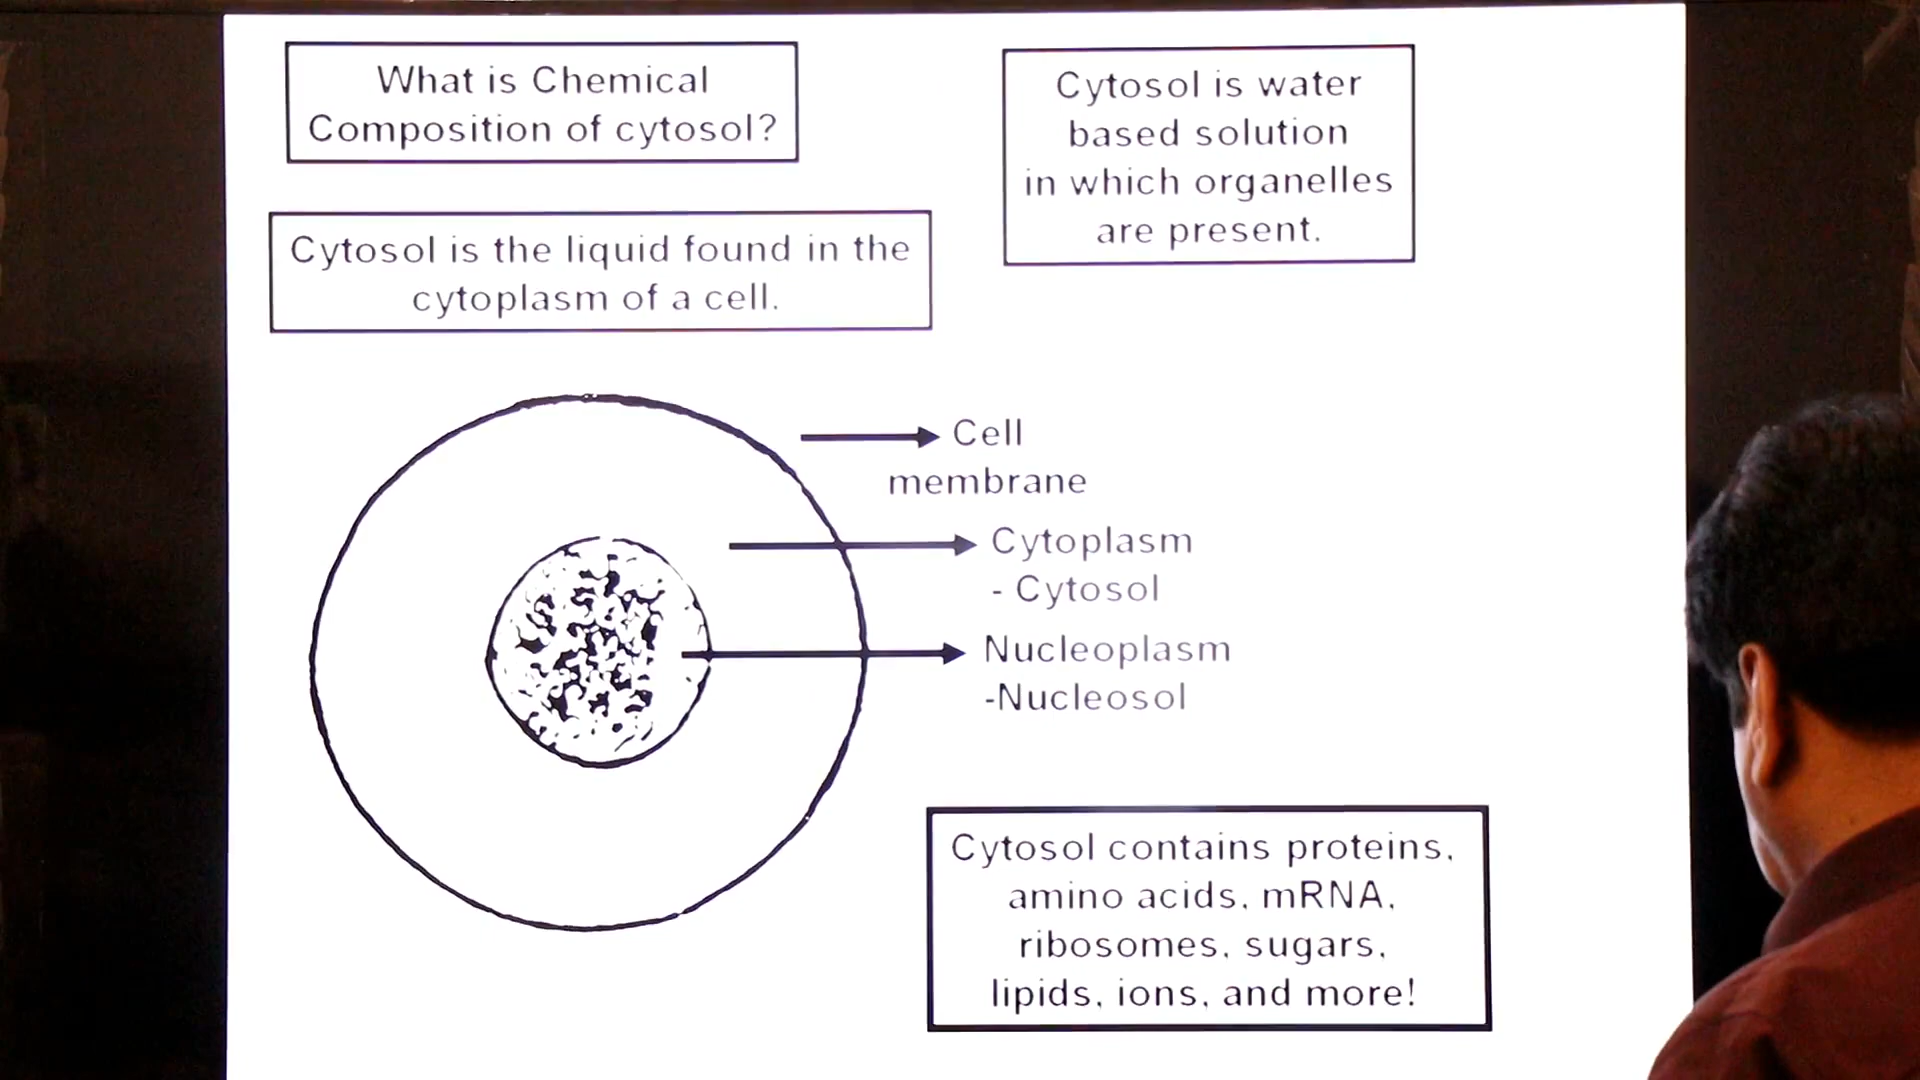 What is Chemical
Composition of cytosol?
Cytosol is water
based solution
in which organelles
are present.
Cytosol is the liquid found in the
cytoplasm of a cell.
Cell
membrane
Cytoplasm
- Cytosol
Nucleoplasm
-Nucleosol
Cytosol contains proteins,
amino acids, mRNA,
ribosomes, sugars,
lipids, ions, and more!